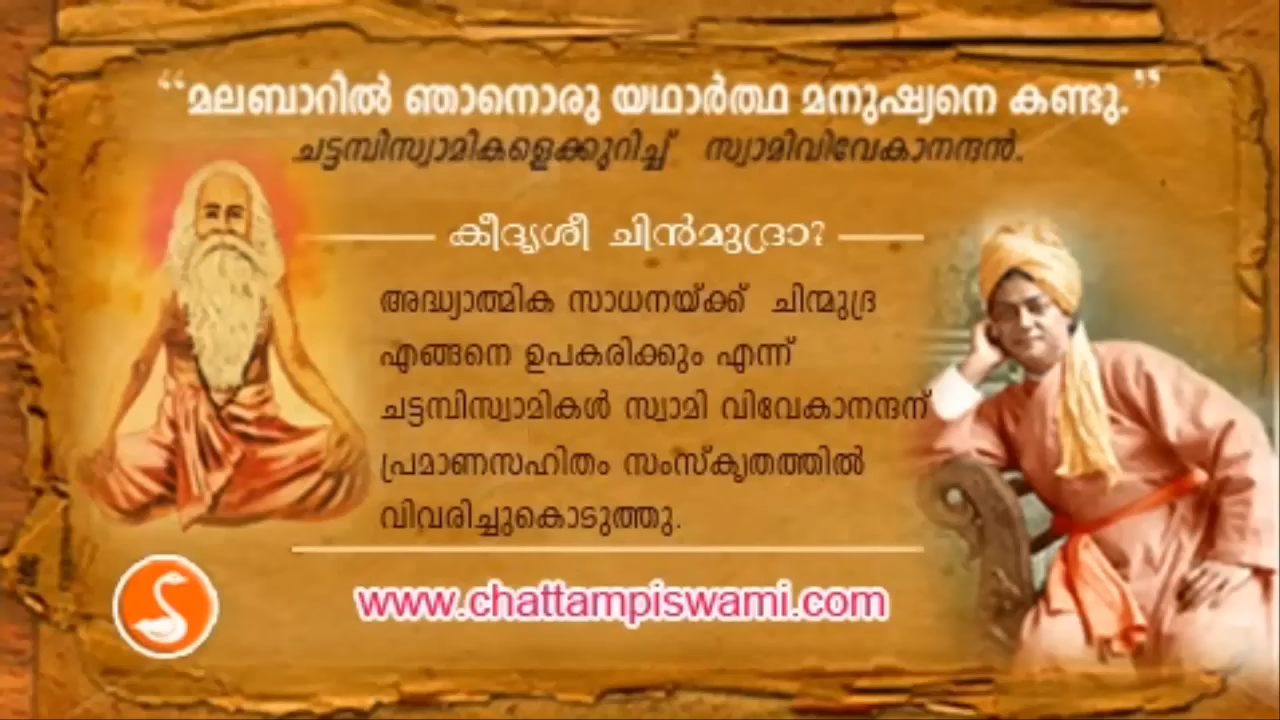 “മലബാറിൽ ഞാനൊരു യഥാർത്ഥ മനുഷ്യനെ കണ്ടു.”
ചട്ടമ്പിസ്വാമികളെക്കുറിച്ച് സ്വാമിവിവേകാനന്ദൻ.
കീദൃശീ ചിൻമുദ്രാ?
അദ്ധ്യാത്മിക സാധനയ്ക്ക് ചിന്മുദ്ര
എങ്ങനെ ഉപകരിക്കും എന്ന്
ചട്ടമ്പിസ്വാമികൾ സ്വാമി വിവേകാനന്ദന്
പ്രമാണസഹിതം സംസ്കൃതത്തിൽ
വിവരിച്ചുകൊടുത്തു.
www.chattampiswami.com